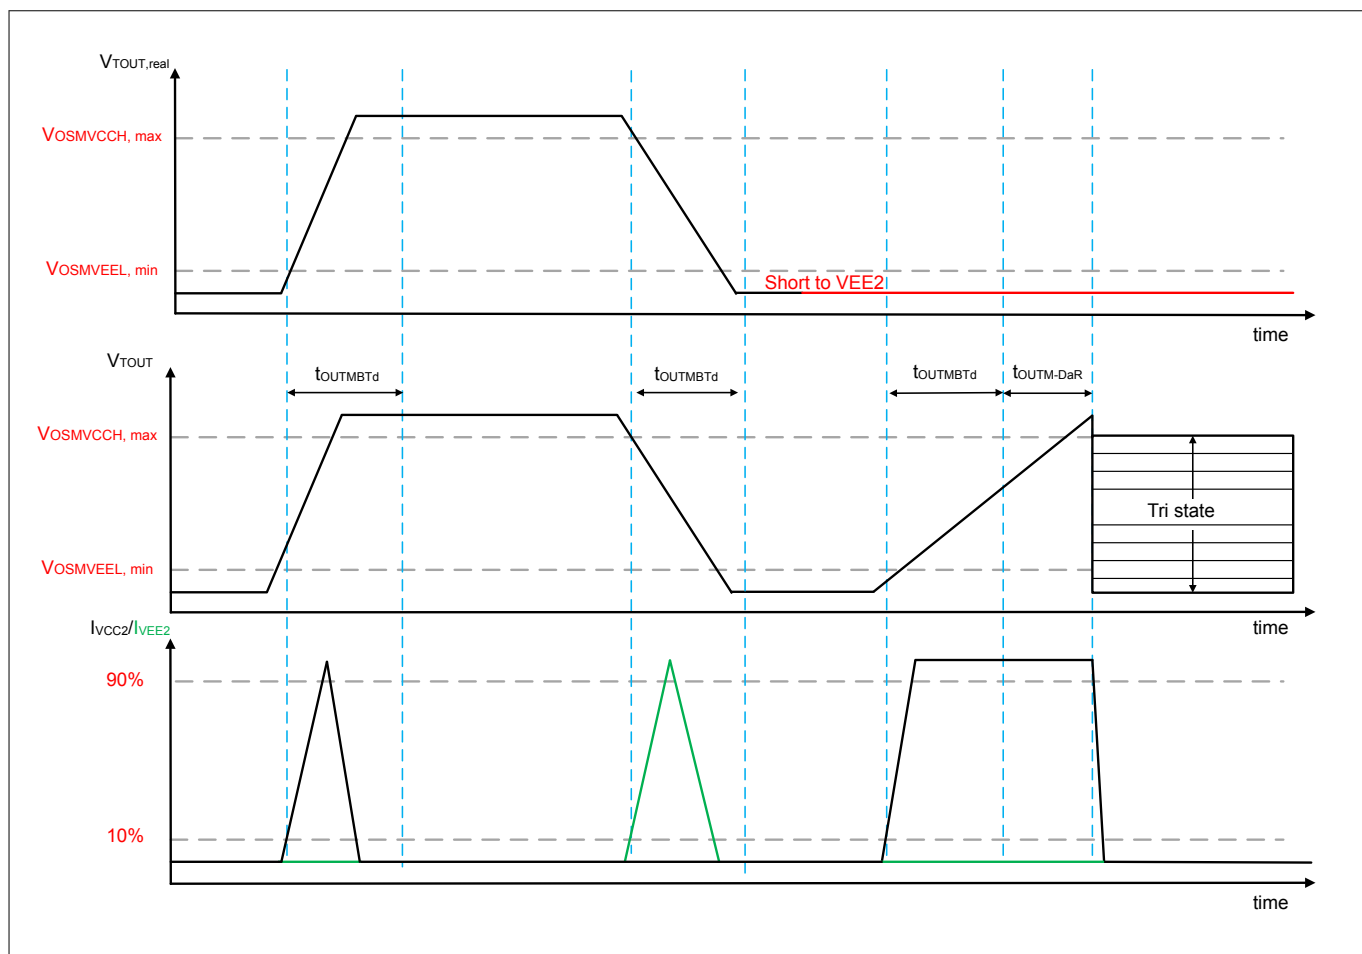 VTOUT,real
VOSMVCCH, max
VOSMVEEL, min
Short to VEE2
time
VTOUT
tOUTMBTd
tOUTMBTd
tOUTMBTd
tOUTM-DaR
VOSMVCCH, max
Tri state
VOSMVEEL, min
time
IVCC2/IVEE2
90%
10%
time